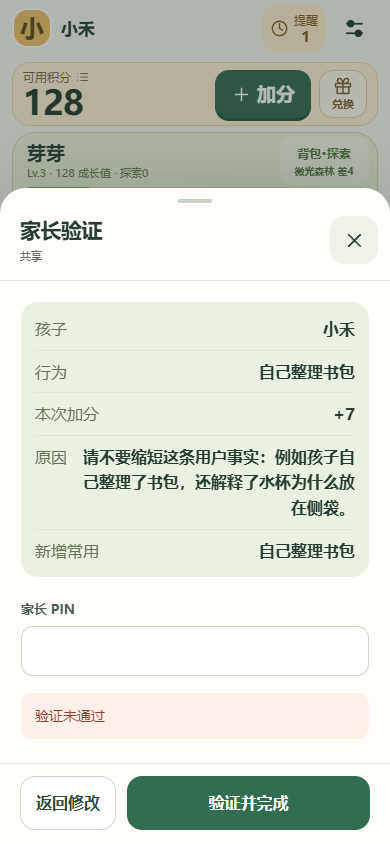 小 小禾
提醒
1
可用积分
128
加分
兑换
芽芽
Lv.3 · 128 成长值 · 探索0
背包•探索
微光森林 差4
家长验证
共享
孩子 小禾
行为 自己整理书包
本次加分 +7
原因 请不要缩短这条用户事实：例如孩子自
己整理了书包，还解释了水杯为什么放
在侧袋。
新增常用 自己整理书包
家长 PIN
验证未通过
返回修改 验证并完成